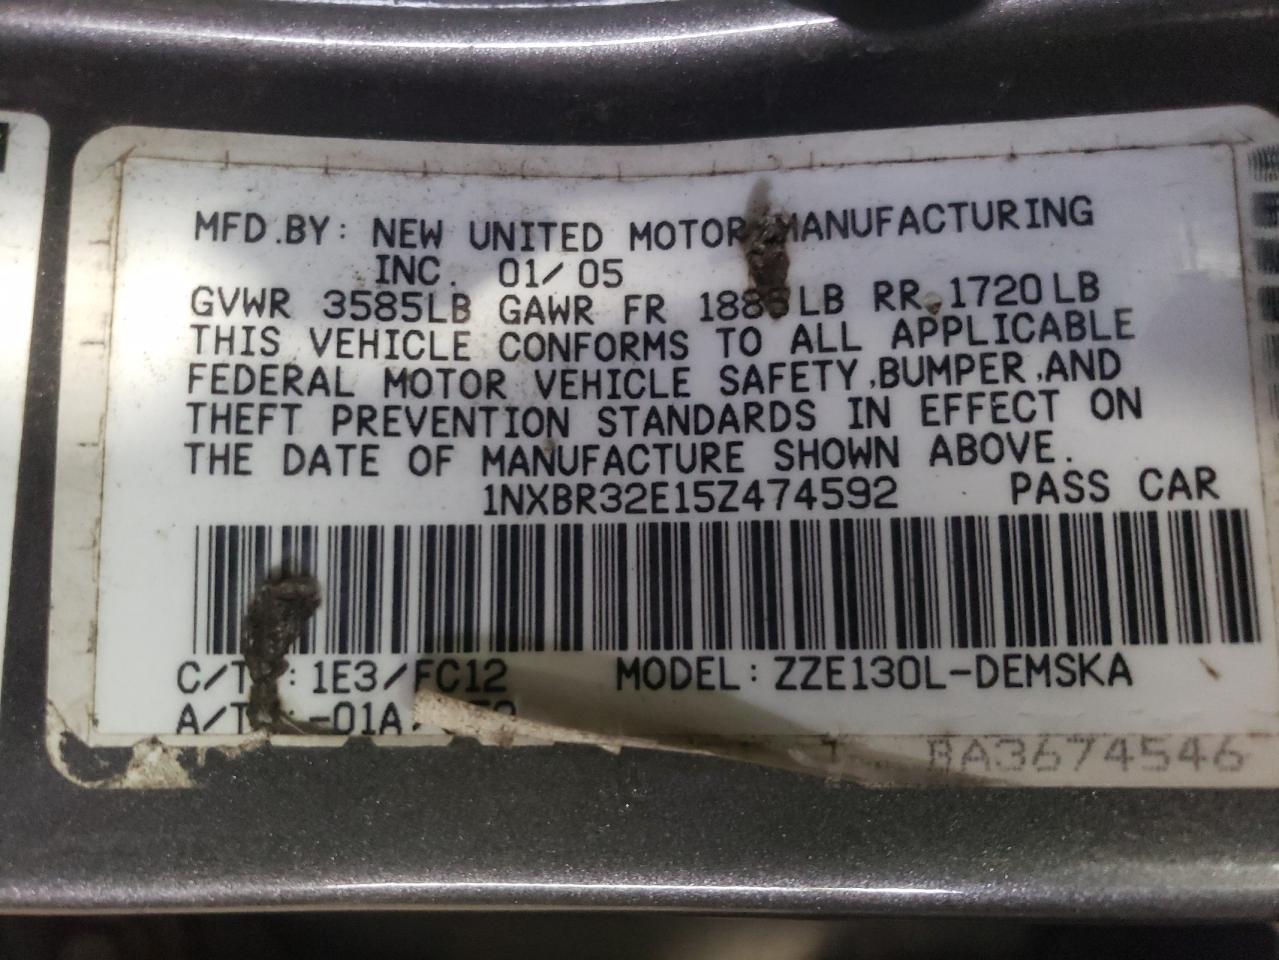 MFD.BY: NEW UNITED MOTOR MANUFACTURING
INC. 01/05
GVWR 3585LB GAWR FR LB RR 1720LB
THIS VEHICLE CONFORMS TO ALL APPLICABLE
FEDERAL MOTOR VEHICLE SAFETY,BUMPER,AND
THEFT PREVENTION STANDARDS IN EFFECT ON
THE DATE OF MANUFACTURE SHOWN ABOVE.
1NXBR32E15Z474592 PASS CAR
C/T : 1E3/FC12 MODEL: ZZE130L-DEMSKA
A/T -01A/
BA3674546